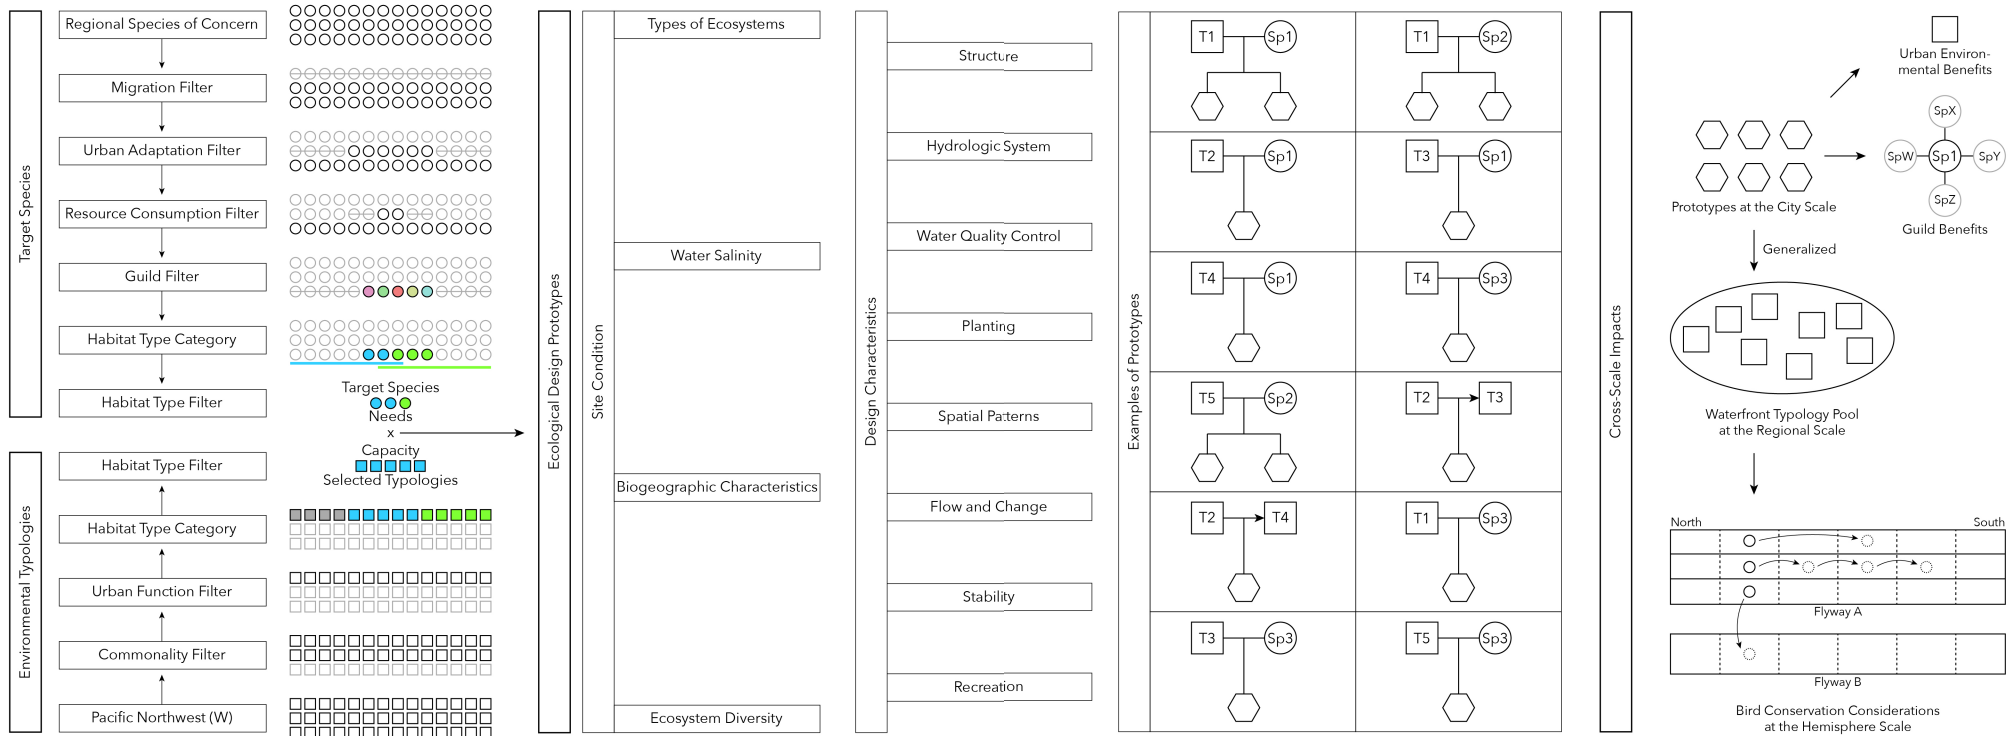 Target Species
Regional Species of Concern
Migration Filter
Urban Adaptation Filter
Resource Consumption Filter
Guild Filter
Habitat Type Category
Habitat Type Filter
Environmental Typologies
Habitat Type Filter
Habitat Type Category
Urban Function Filter
Commonality Filter
Pacific Northwest (W)
Target Species
Needs
x
Capacity
Selected Typologies
Ecological Design Prototypes
Site Condition
Types of Ecosystems
Water Salinity
Biogeographic Characteristics
Ecosystem Diversity
Design Characteristics
Structure
Hydrologic System
Water Quality Control
Planting
Spatial Patterns
Flow and Change
Stability
Recreation
Examples of Prototypes
T1 Sp1
T1 Sp2
T2 Sp1
T3 Sp1
T4 Sp1
T4 Sp3
T5 Sp2
T2 T3
T2 T4
T1 Sp3
T3 Sp3
T5 Sp3
Cross-Scale Impacts
Urban Environ-
mental Benefits
SpX
SpW Sp1 SpY
SpZ
Guild Benefits
Prototypes at the City Scale
Generalized
Waterfront Typology Pool
at the Regional Scale
North South
Flyway A
Flyway B
Bird Conservation Considerations
at the Hemisphere Scale